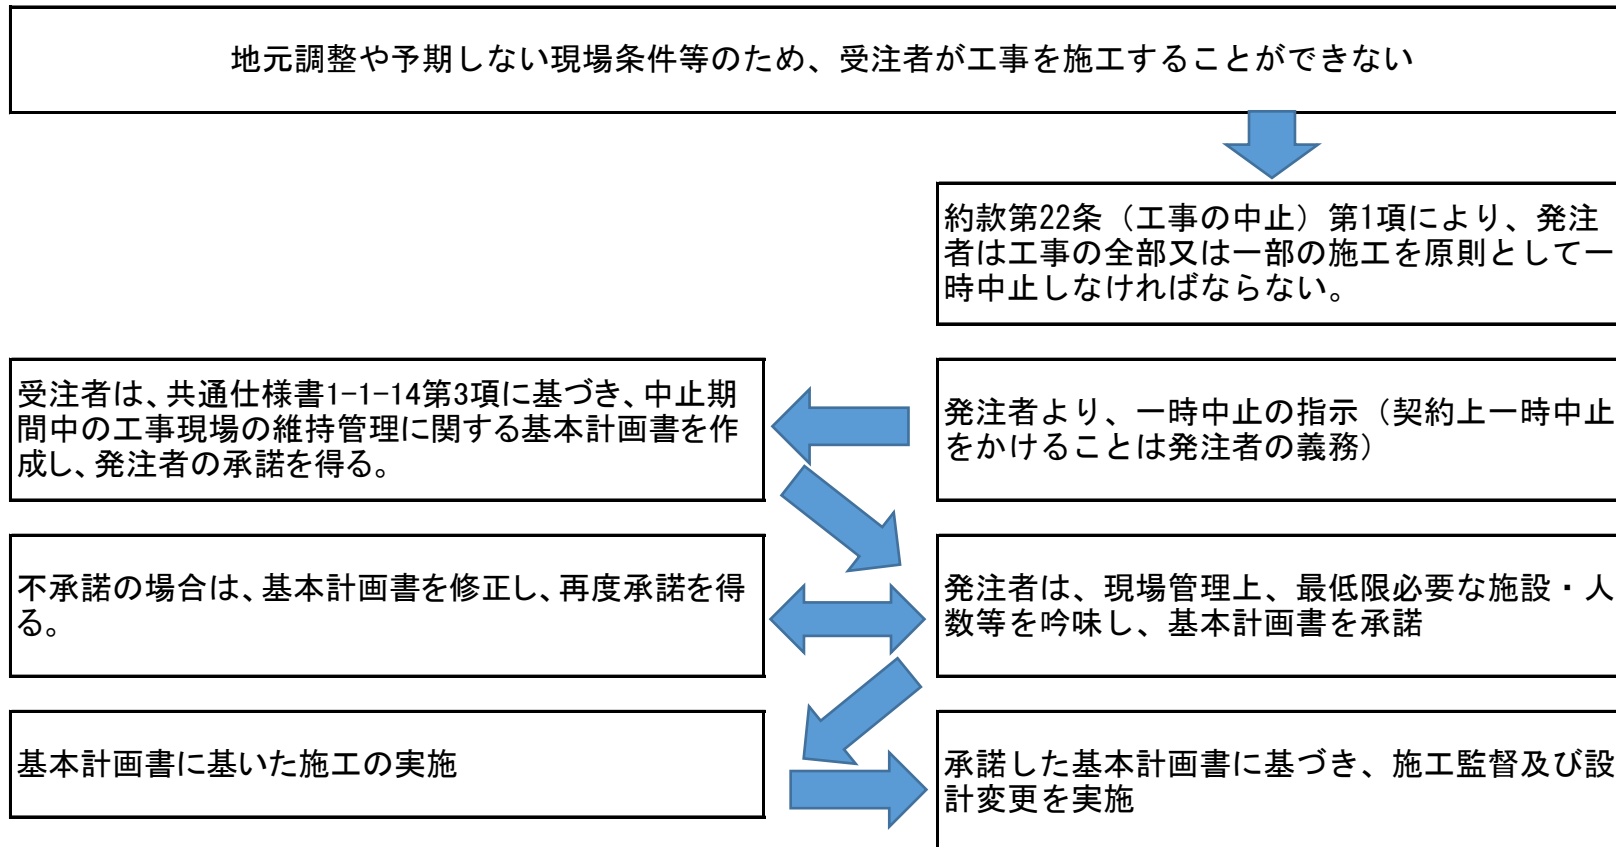 地元調整や予期しない現場条件等のため、受注者が工事を施工することができない
約款第22条（工事の中止）第1項により、発注
者は工事の全部又は一部の施工を原則として一
時中止しなければならない。
受注者は、共通仕様書1-1-14第3項に基づき、中止期
間中の工事現場の維持管理に関する基本計画書を作
成し、発注者の承諾を得る。
発注者より、一時中止の指示（契約上一時中止
をかけることは発注者の義務）
不承諾の場合は、基本計画書を修正し、再度承諾を得
る。
発注者は、現場管理上、最低限必要な施設・人
数等を吟味し、基本計画書を承諾
基本計画書に基いた施工の実施
承諾した基本計画書に基づき、施工監督及び設
計変更を実施